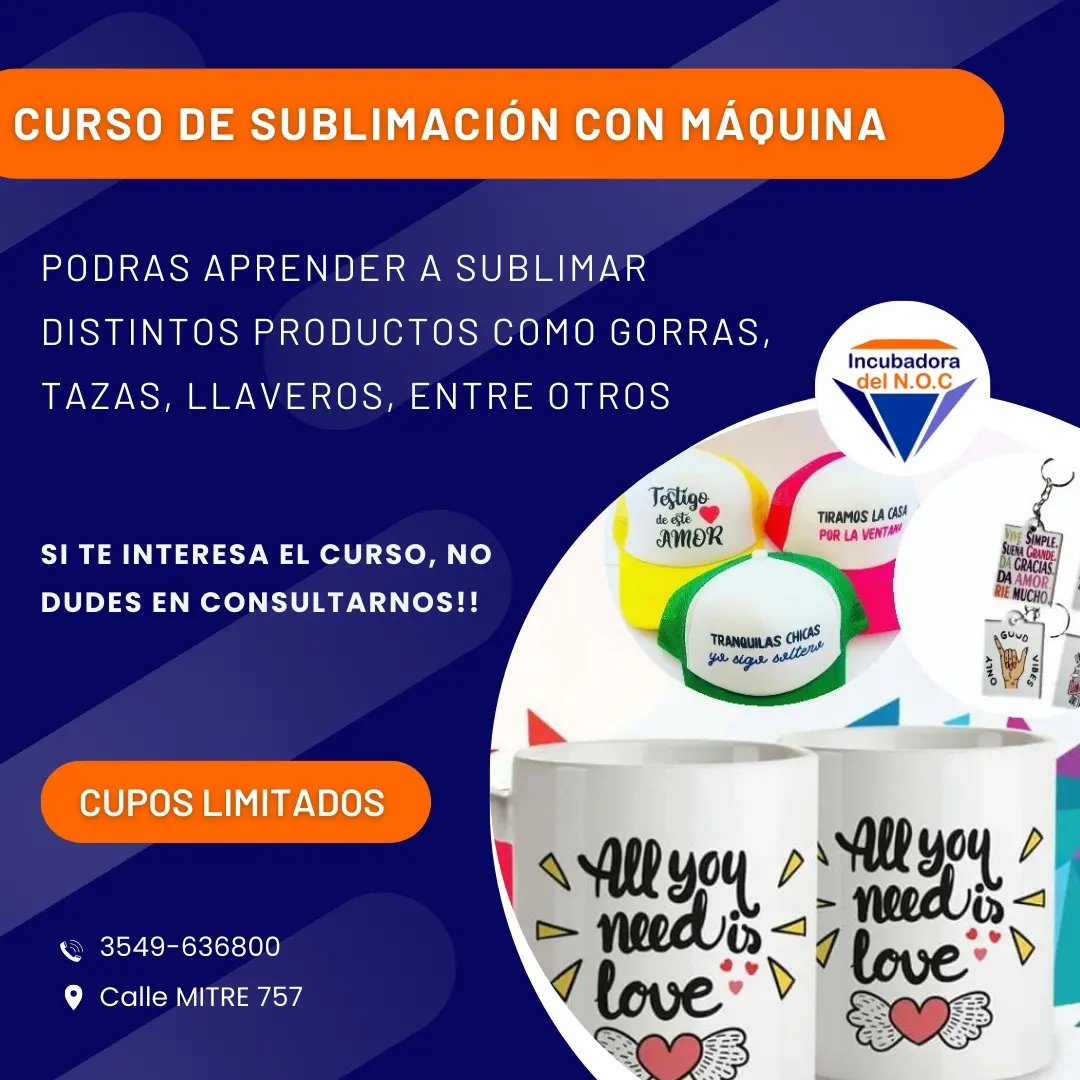 CURSO DE SUBLIMACIÓN CON MÁQUINA
PODRAS APRENDER A SUBLIMAR
DISTINTOS PRODUCTOS COMO GORRAS,
TAZAS, LLAVEROS, ENTRE OTROS
Incubadora
del N.O.C
SI TE INTERESA EL CURSO, NO
DUDES EN CONSULTARNOS!!
Testigo
de este
AMOR
TIRAMOS LA CASA
POR LA VENTANA
TRANQUILAS CHICAS
yo sigo soltero
VIVE SIMPLE.
SUEÑA GRANDE.
DA GRACIAS.
DA AMOR.
RIE MUCHO.
ONLY GOOD VIBES
CUPOS LIMITADOS
All you
need is
love
All you
need is
love
3549-636800
Calle MITRE 757